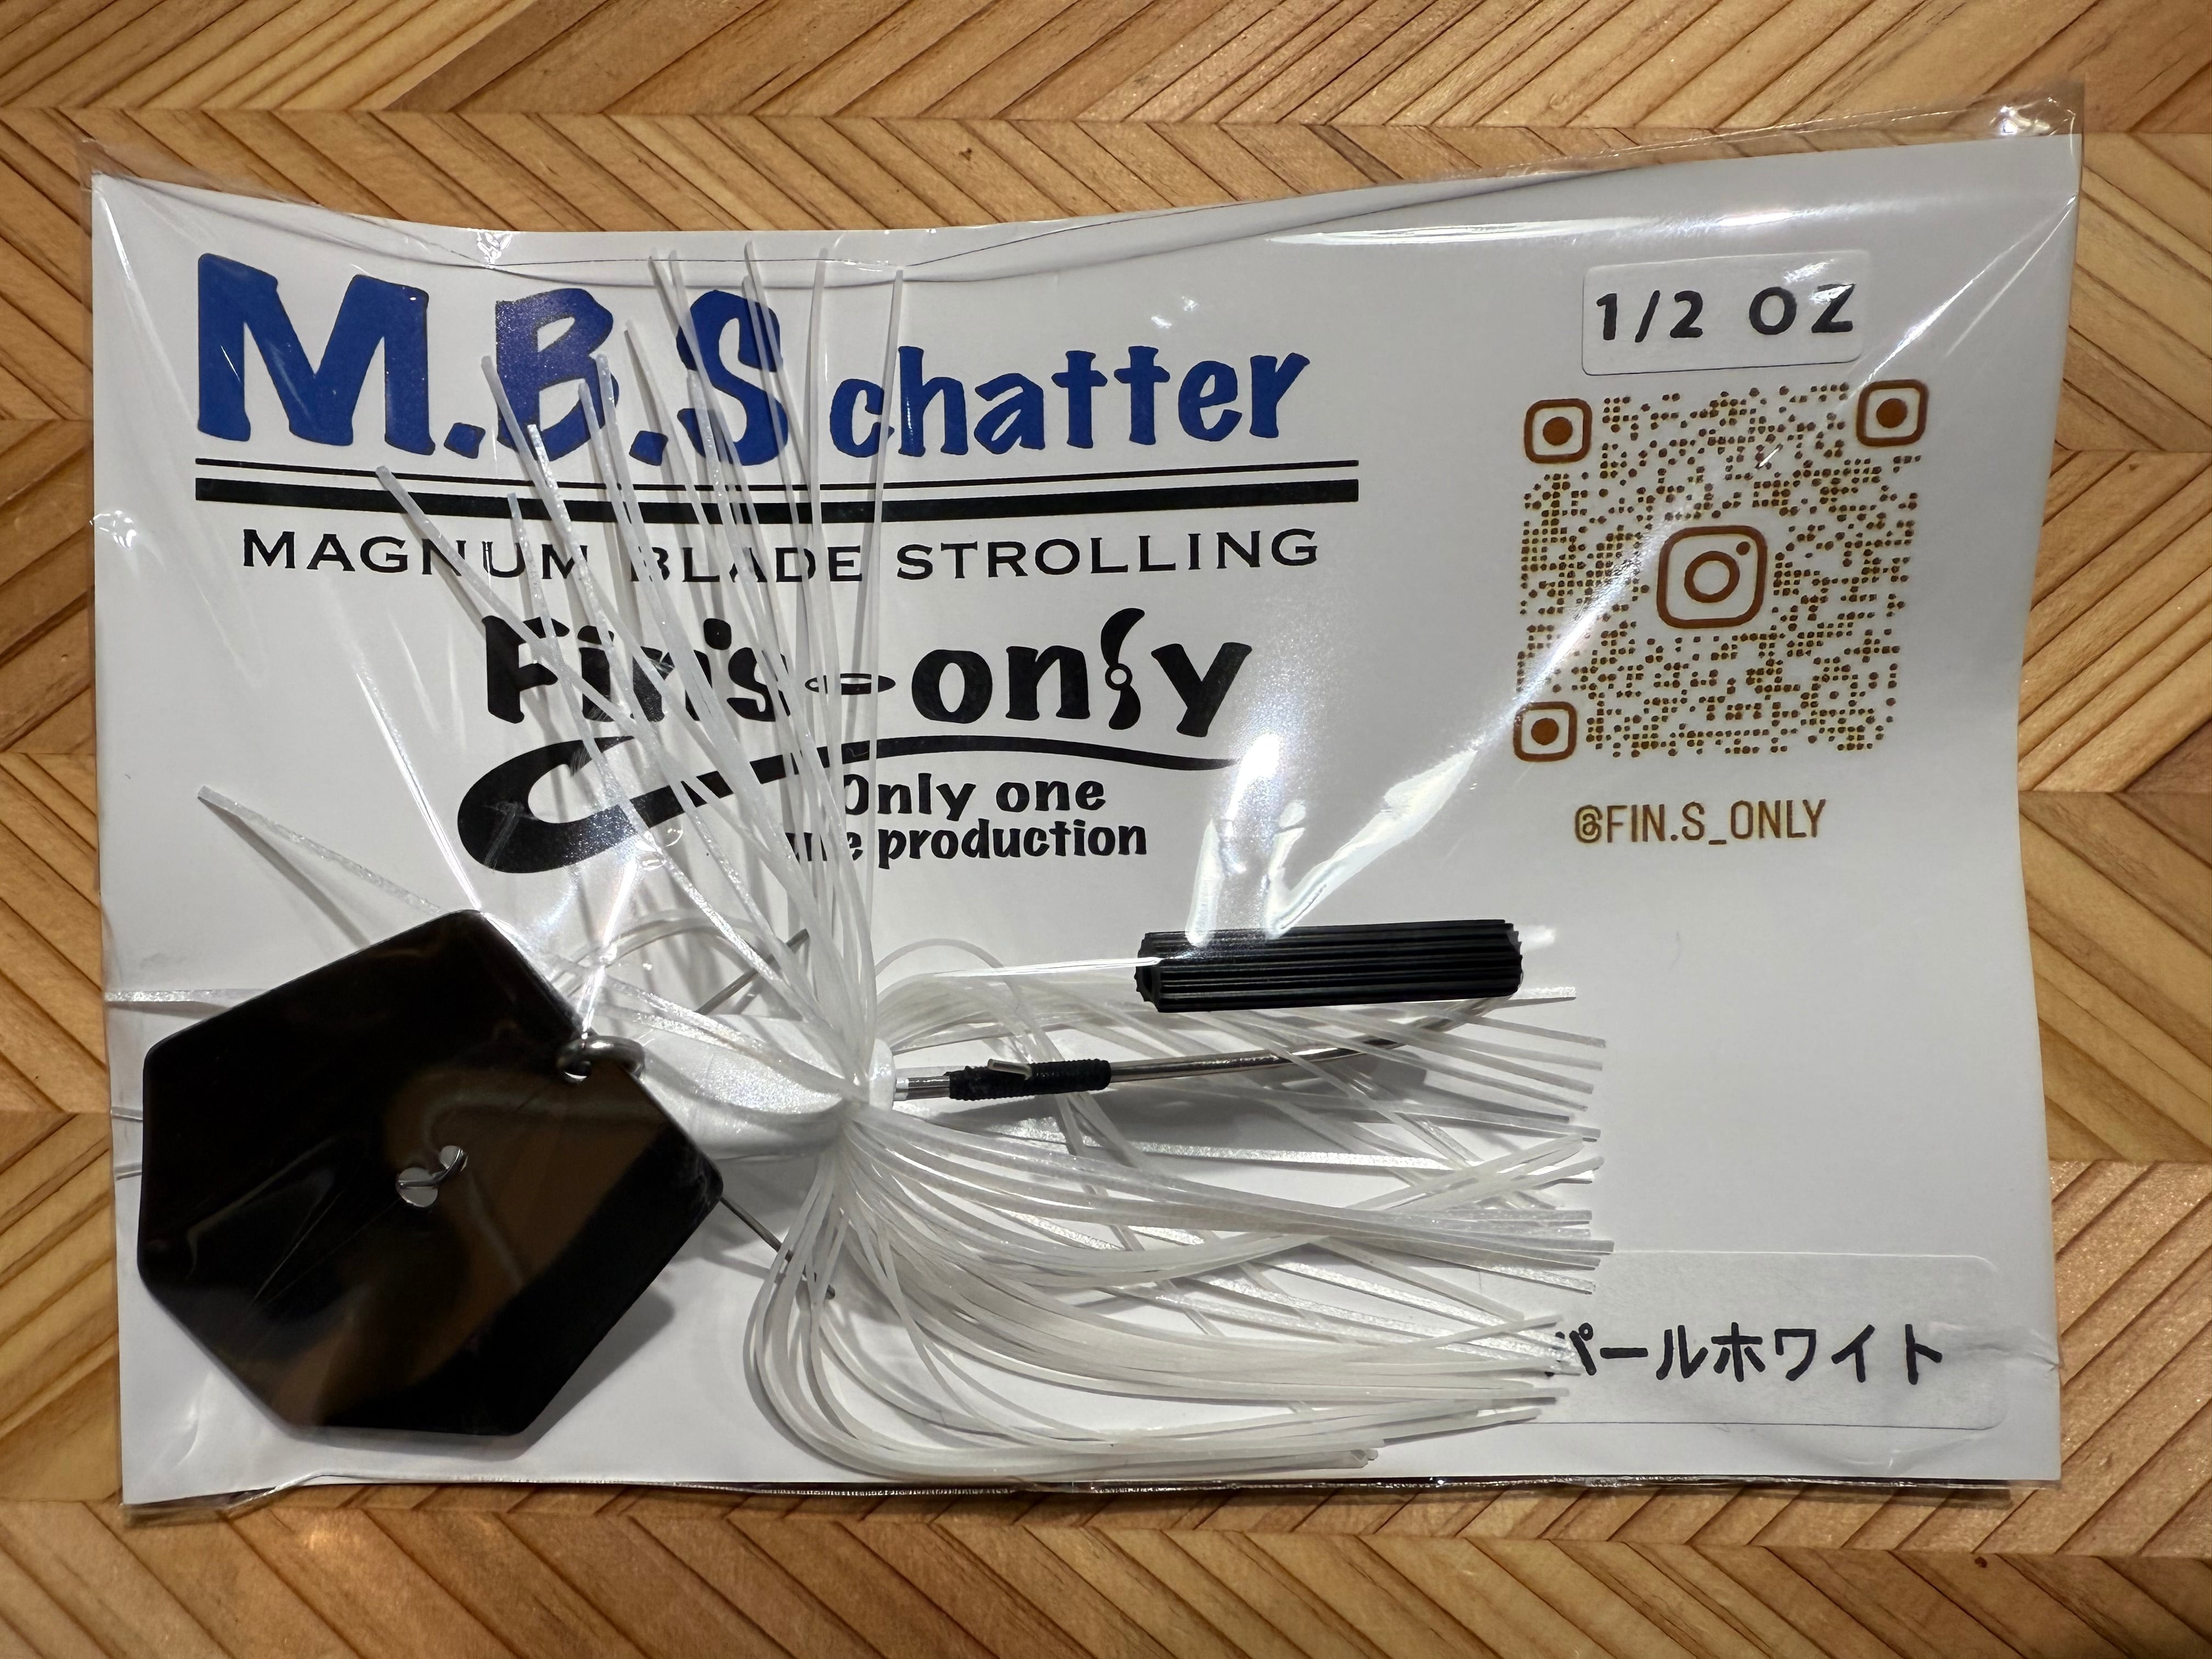 M.B.S chatter
1/2 OZ
MAGNUM BLADE STROLLING
Fin's-only
Only one
production
@FIN.S_ONLY
パールホワイト